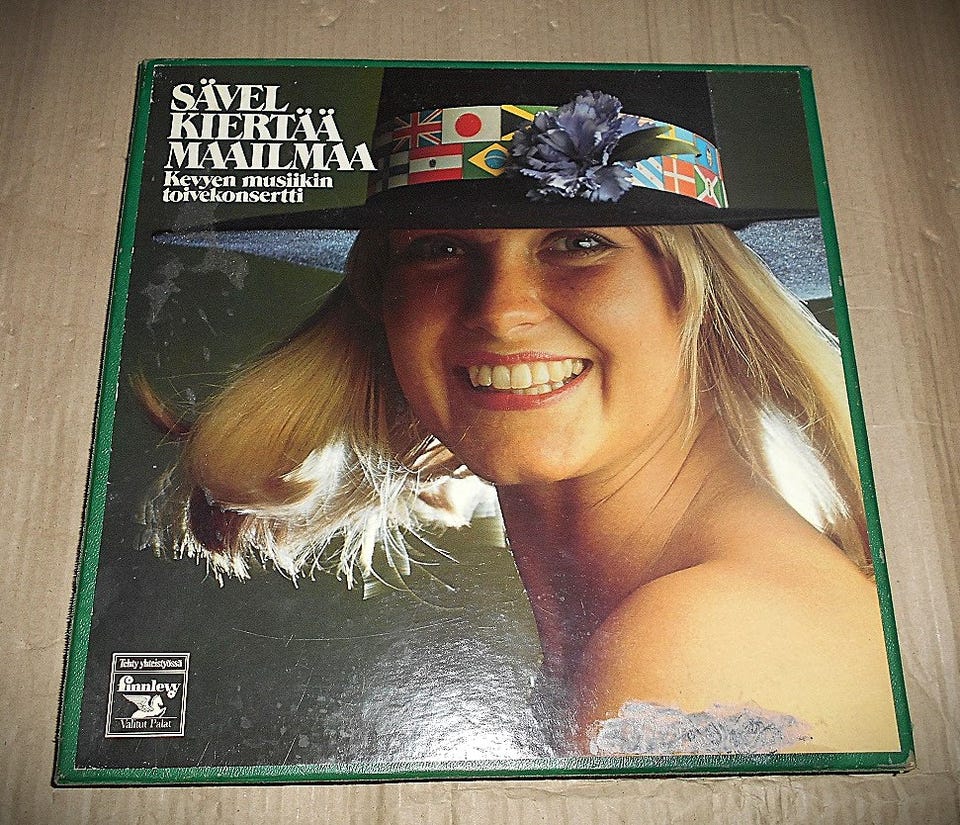 SÄVEL
KIERTÄÄ
MAAILMAA
Kevyen musiikin
toivekonsertti
Tehty yhteistyössä
finnlevy
Valitut Palat